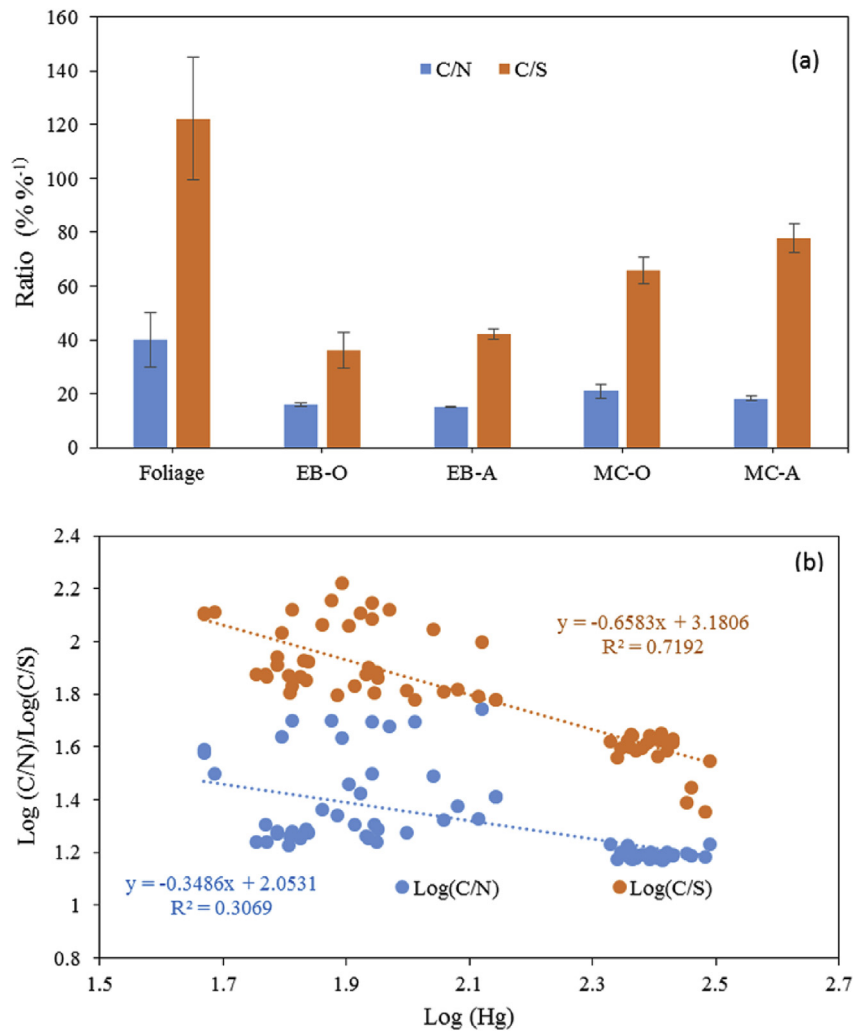 160
140
120
100
80
60
40
20
0
Ratio (% %-1)
C/N
C/S
(a)
Foliage
EB-O
EB-A
MC-O
MC-A
2.4
2.2
2
1.8
1.6
1.4
1.2
1
0.8
Log (C/N)/Log(C/S)
(b)
y = -0.6583x + 3.1806
R² = 0.7192
y = -0.3486x + 2.0531
R² = 0.3069
Log(C/N)
Log(C/S)
1.5
1.7
1.9
2.1
2.3
2.5
2.7
Log (Hg)